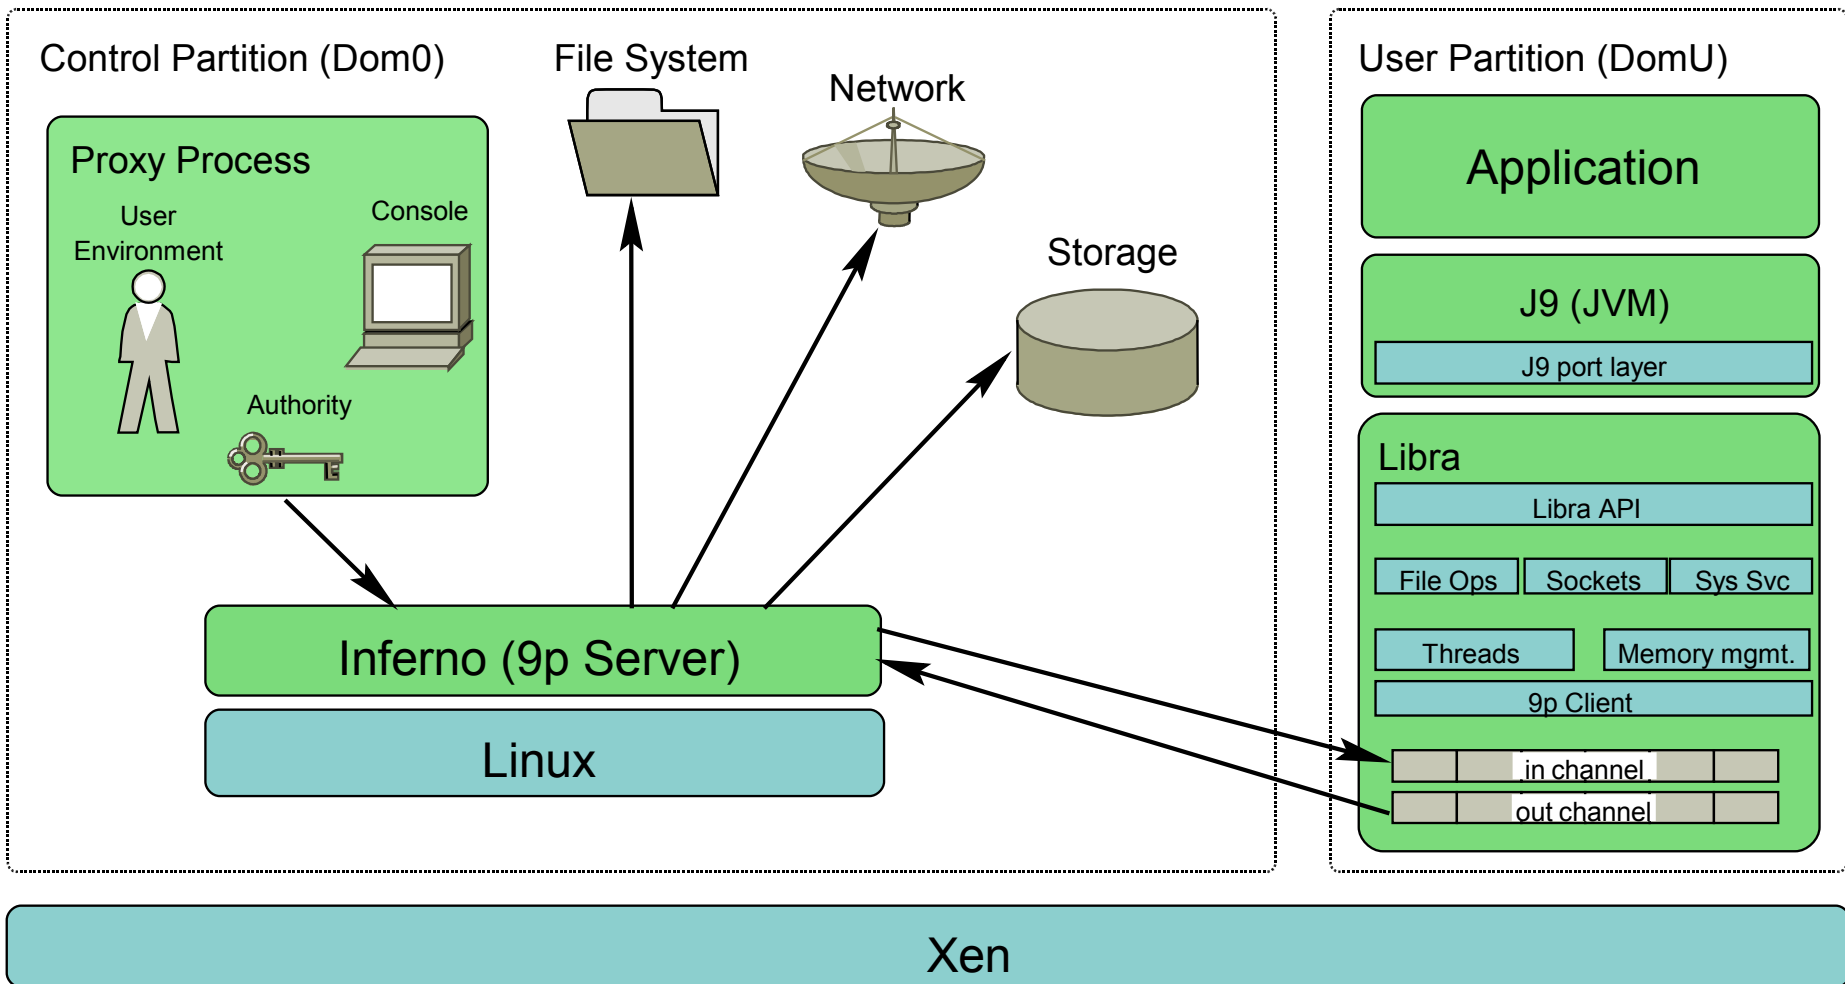 Control Partition (Dom0)
File System
Network
Storage
Proxy Process
User
Environment
Console
Authority
Inferno (9p Server)
Linux
User Partition (DomU)
Application
J9 (JVM)
J9 port layer
Libra
Libra API
File Ops
Sockets
Sys Svc
Threads
Memory mgmt.
9p Client
in channel
out channel
Xen